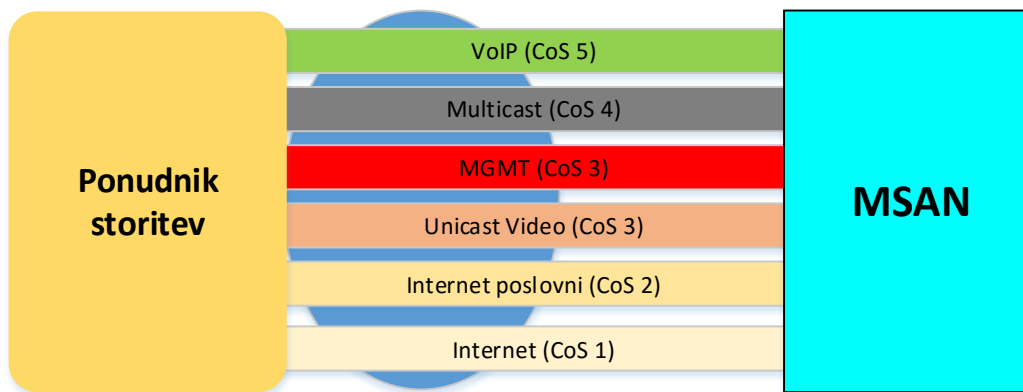 Ponudnik
storitev
VoIP (CoS 5)
Multicast (CoS 4)
MGMT (CoS 3)
Unicast Video (CoS 3)
Internet poslovni (CoS 2)
Internet (CoS 1)
MSAN